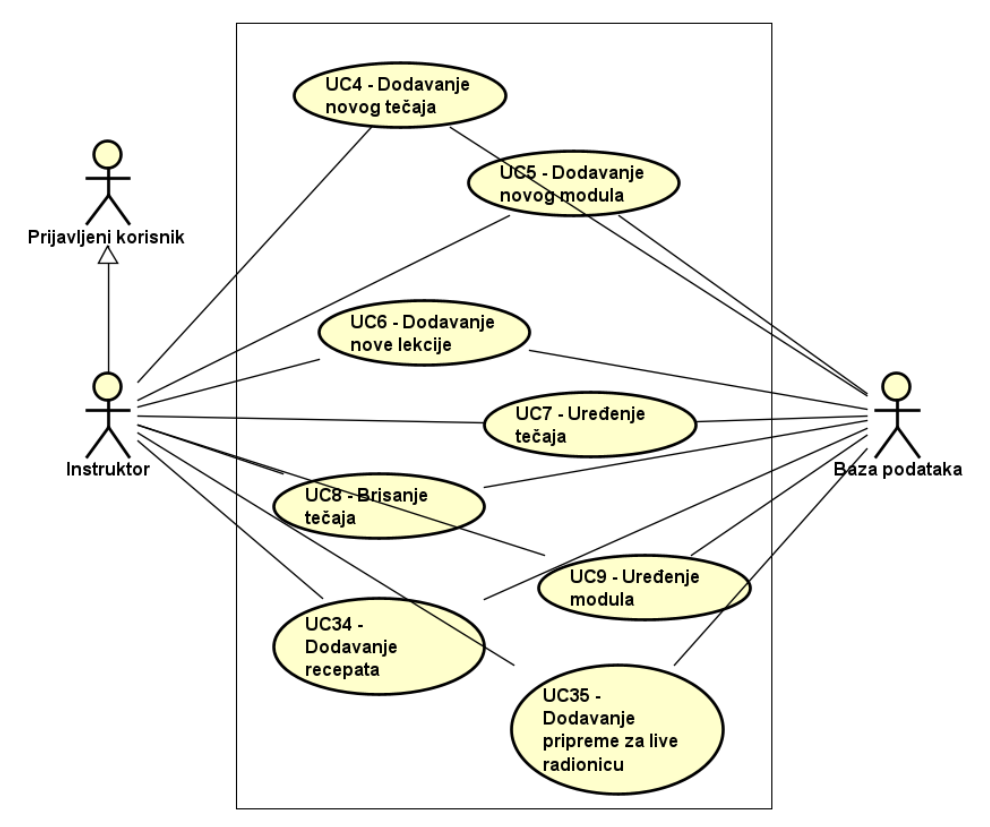 UC4 - Dodavanje
novog tečaja
UC5 - Dodavanje
novog modula
Prijavljeni korisnik
UC6 - Dodavanje
nove lekcije
UC7 - Uređenje
tečaja
Instruktor
Baza podataka
UC8 - Brisanje
tečaja
UC9 - Uređenje
modula
UC34 -
Dodavanje
recepata
UC35 -
Dodavanje
pripreme za live
radionicu